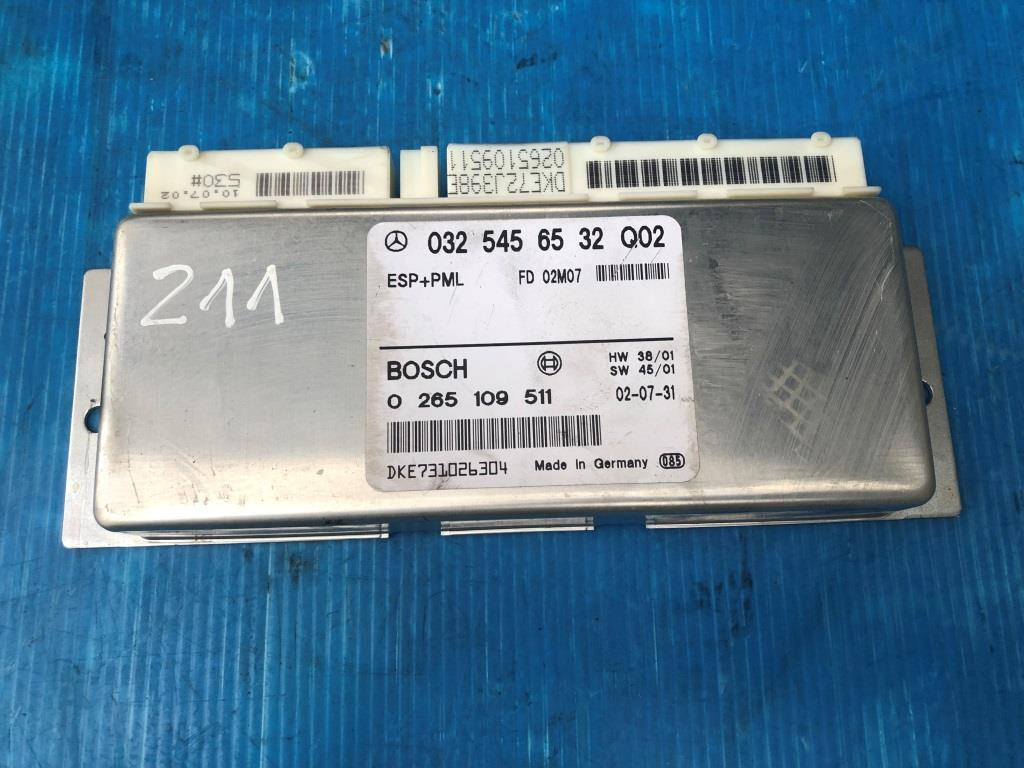 10.07.02
530#
DKE72J398E
0265109511
032 545 65 32 Q02
ESP+PML FD 02M07
BOSCH HW 38/01
SW 45/01
0 265 109 511 02-07-31
DKE731026304 Made in Germany 085
211